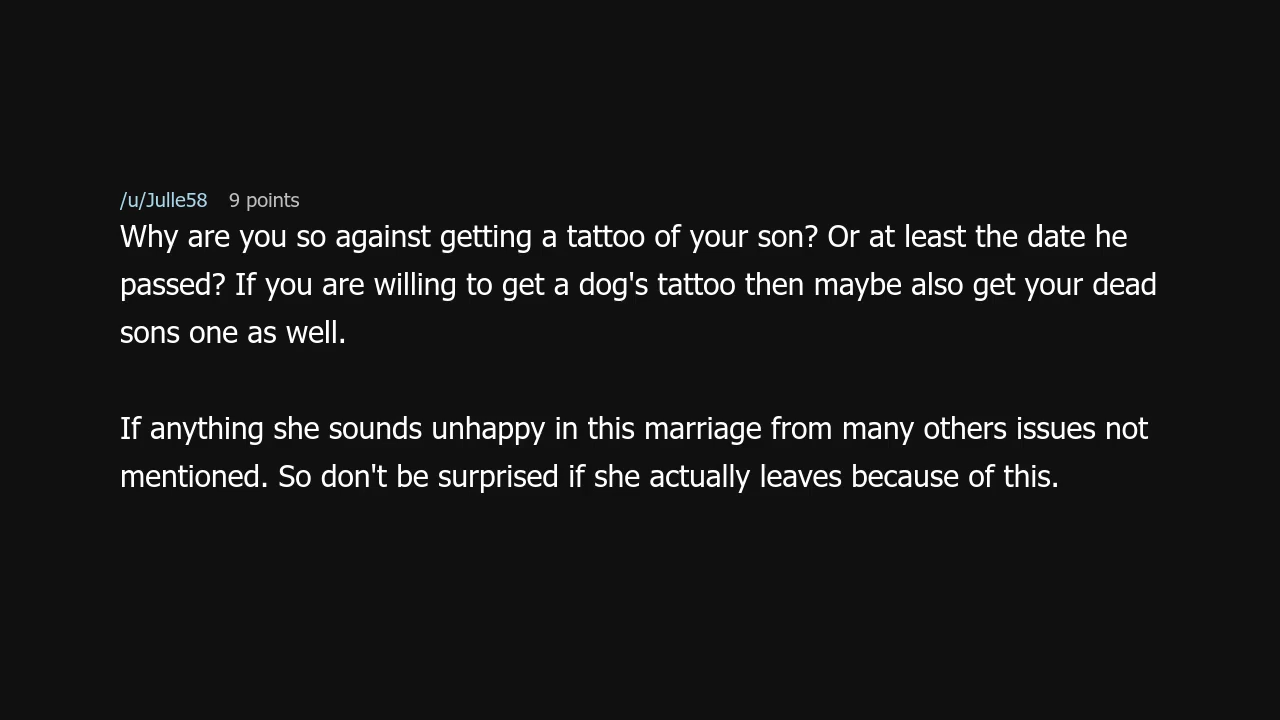 /u/Julle58 9 points
Why are you so against getting a tattoo of your son? Or at least the date he
passed? If you are willing to get a dog's tattoo then maybe also get your dead
sons one as well.
If anything she sounds unhappy in this marriage from many others issues not
mentioned. So don't be surprised if she actually leaves because of this.